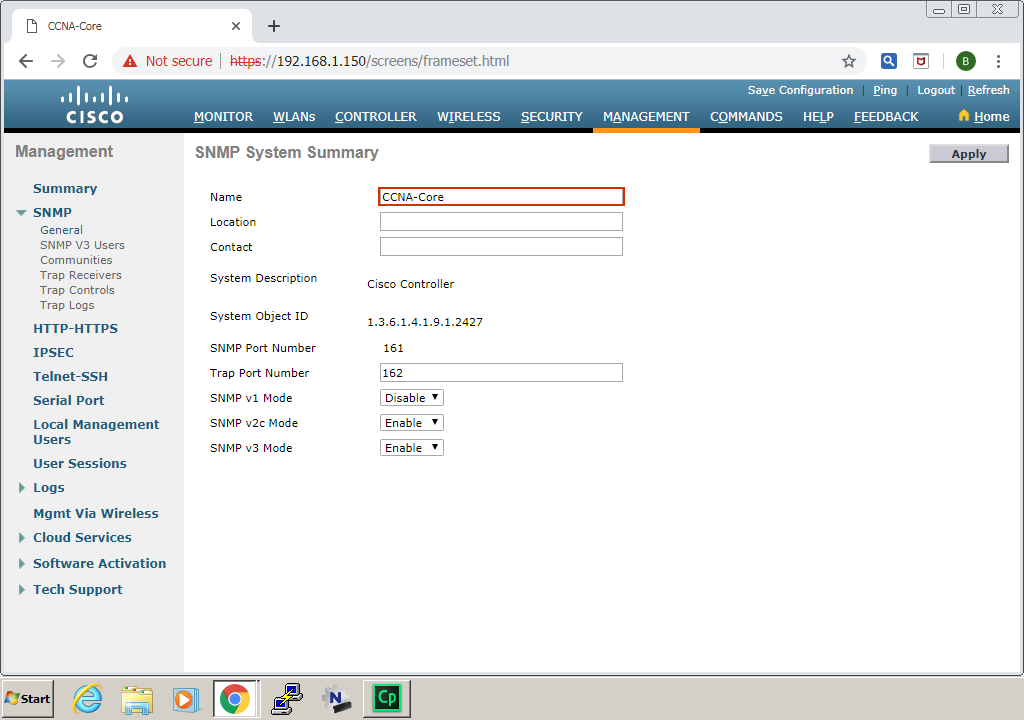 CCNA-Core
Not secure https://192.168.1.150/screens/frameset.html B
Save Configuration Ping Logout Refresh
CISCO MONITOR WLANs CONTROLLER WIRELESS SECURITY MANAGEMENT COMMANDS HELP FEEDBACK Home
Management
Summary
SNMP
General
SNMP V3 Users
Communities
Trap Receivers
Trap Controls
Trap Logs
HTTP-HTTPS
IPSEC
Telnet-SSH
Serial Port
Local Management
Users
User Sessions
Logs
Mgmt Via Wireless
Cloud Services
Software Activation
Tech Support
SNMP System Summary
Apply
Name CCNA-Core
Location
Contact
System Description Cisco Controller
System Object ID 1.3.6.1.4.1.9.1.2427
SNMP Port Number 161
Trap Port Number 162
SNMP v1 Mode Disable
SNMP v2c Mode Enable
SNMP v3 Mode Enable
Start N Cp